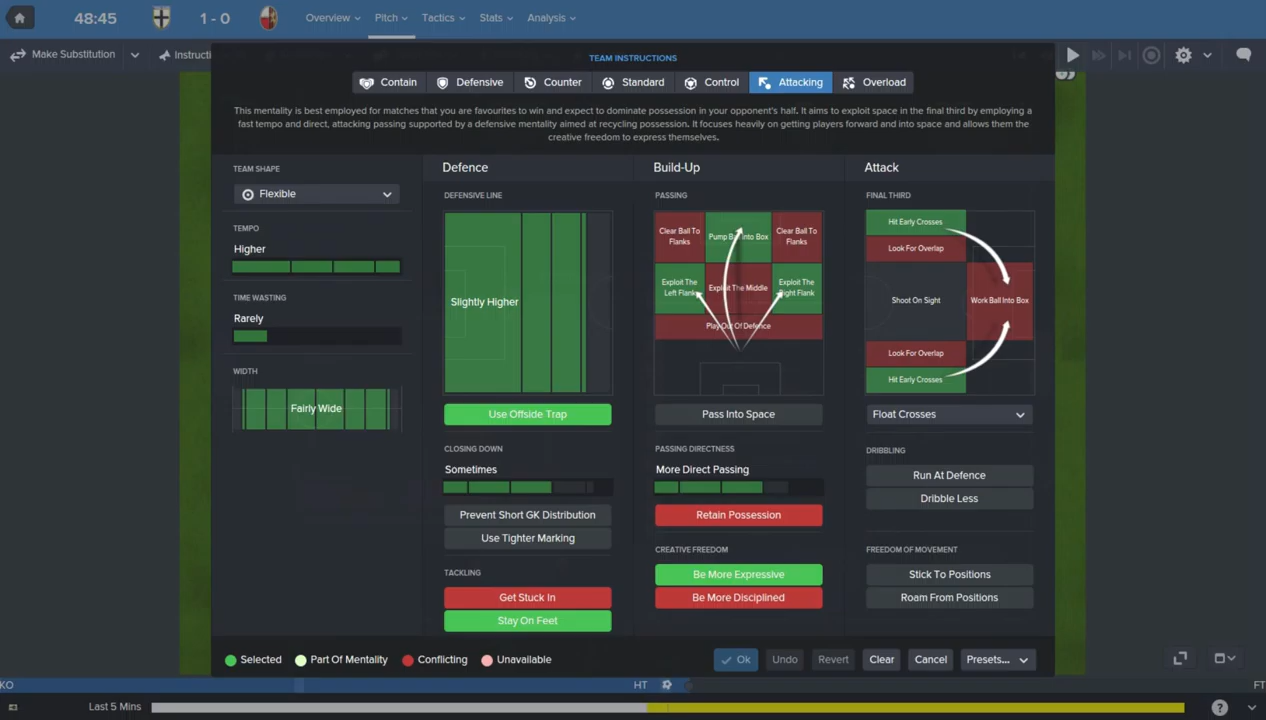 48:45
1 - 0
Overview
Pitch
Tactics
Stats
Analysis
Make Substitution
Instructi
TEAM INSTRUCTIONS
Contain
Defensive
Counter
Standard
Control
Attacking
Overload
This mentality is best employed for matches that you are favourites to win and expect to dominate possession in your opponent's half. It aims to exploit space in the final third by employing a
fast tempo and direct, attacking passing supported by a defensive mentality aimed at recycling possession. It focuses heavily on getting players forward and into space and allows them the
creative freedom to express themselves.
TEAM SHAPE
Flexible
TEMPO
Higher
TIME WASTING
Rarely
WIDTH
Fairly Wide
Defence
DEFENSIVE LINE
Slightly Higher
Use Offside Trap
CLOSING DOWN
Sometimes
Prevent Short GK Distribution
Use Tighter Marking
TACKLING
Get Stuck In
Stay On Feet
Build-Up
PASSING
Clear Ball To
Flanks
Pump Ball Into Box
Clear Ball To
Flanks
Exploit The
Left Flank
Exploit The Middle
Exploit The
Right Flank
Play Out Of Defence
Pass Into Space
PASSING DIRECTNESS
More Direct Passing
Retain Possession
CREATIVE FREEDOM
Be More Expressive
Be More Disciplined
Attack
FINAL THIRD
Hit Early Crosses
Look For Overlap
Shoot On Sight
Work Ball Into Box
Look For Overlap
Hit Early Crosses
Float Crosses
DRIBBLING
Run At Defence
Dribble Less
FREEDOM OF MOVEMENT
Stick To Positions
Roam From Positions
Selected
Part Of Mentality
Conflicting
Unavailable
Ok
Undo
Revert
Clear
Cancel
Presets...
KO
HT
FT
Last 5 Mins
?